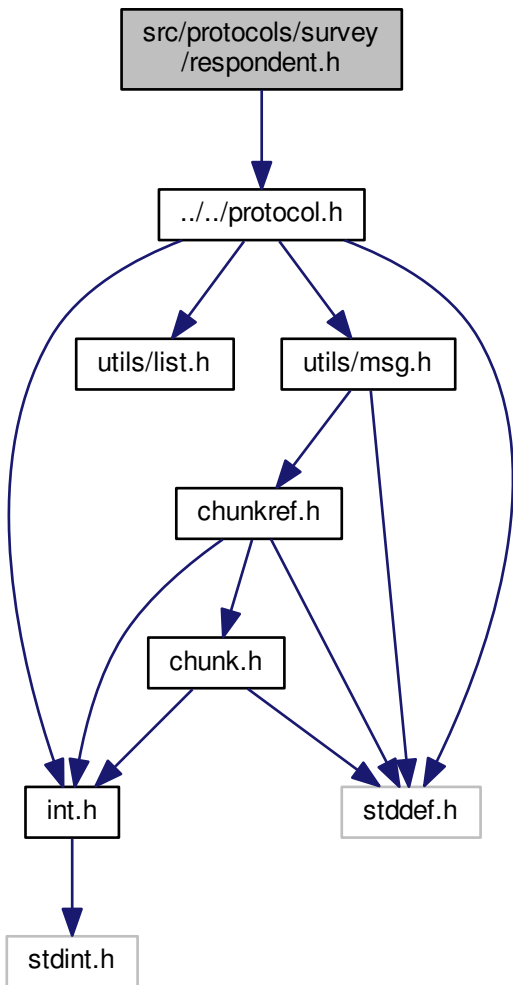 src/protocols/survey
/respondent.h
../../protocol.h
utils/list.h
utils/msg.h
chunkref.h
chunk.h
int.h
stddef.h
stdint.h